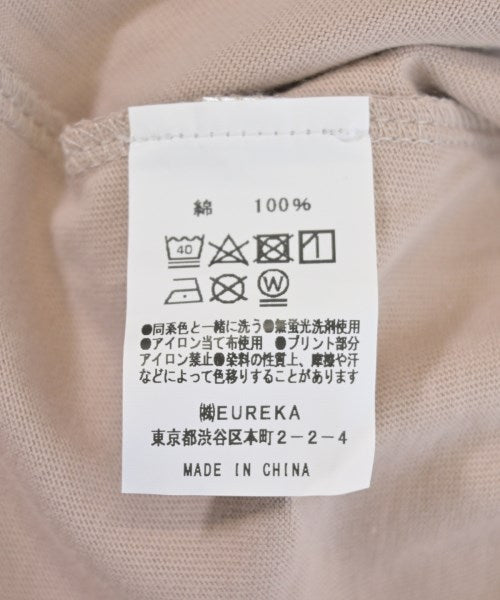 綿 100%
40
W
●同系色と一緒に洗う●無蛍光洗剤使用
●アイロン当て布使用 ●プリント部分
アイロン禁止●染料の性質上、摩擦や汗
などによって色移りすることがあります
㈱EUREKA
東京都渋谷区本町2-2-4
MADE IN CHINA